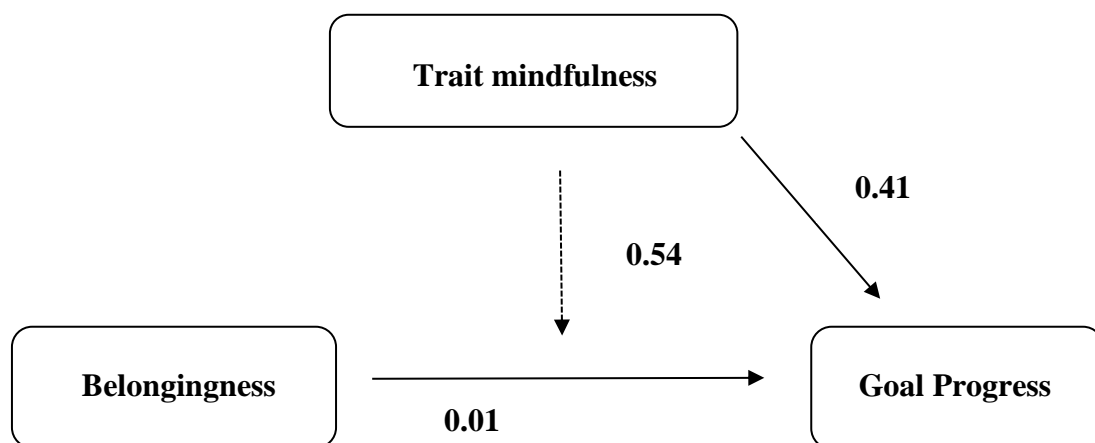 Trait mindfulness
0.41
0.54
Belongingness
Goal Progress
0.01